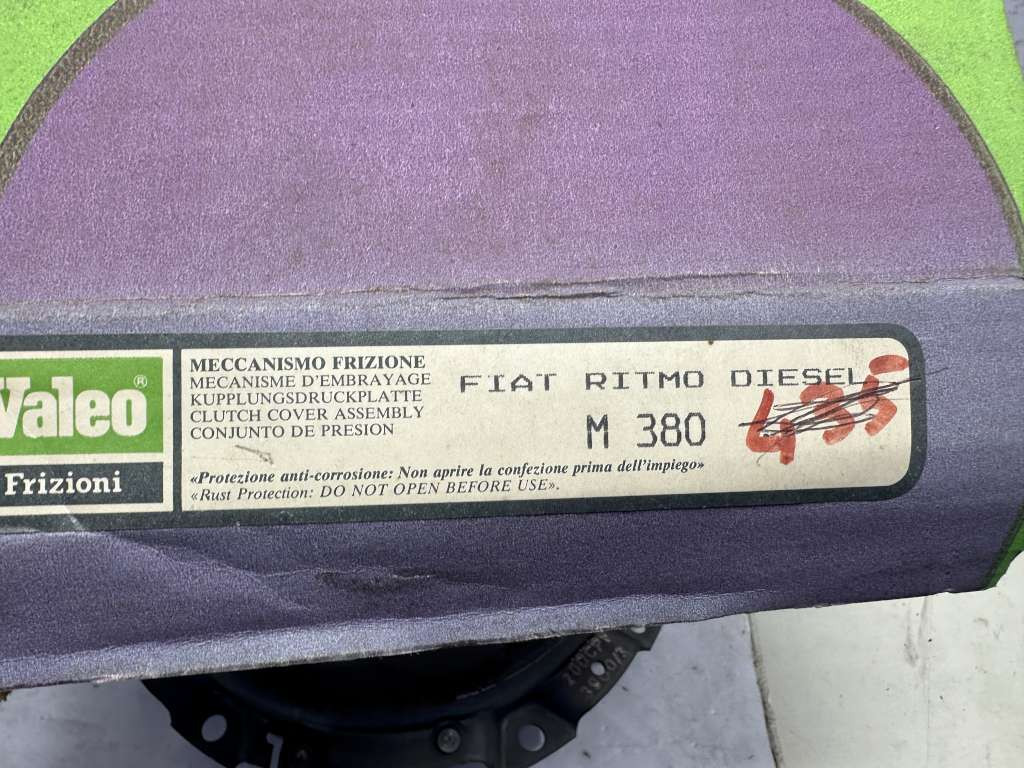 Valeo®
Frizioni
MECCANISMO FRIZIONE
MECANISME D'EMBRAYAGE
KUPPLUNGSDRUCKPLATTE
CLUTCH COVER ASSEMBLY
CONJUNTO DE PRESION
FIAT RITMO DIESEL
M 380
435
«Protezione anti-corrosione: Non aprire la confezione prima dell'impiego»
«Rust Protection: DO NOT OPEN BEFORE USE».